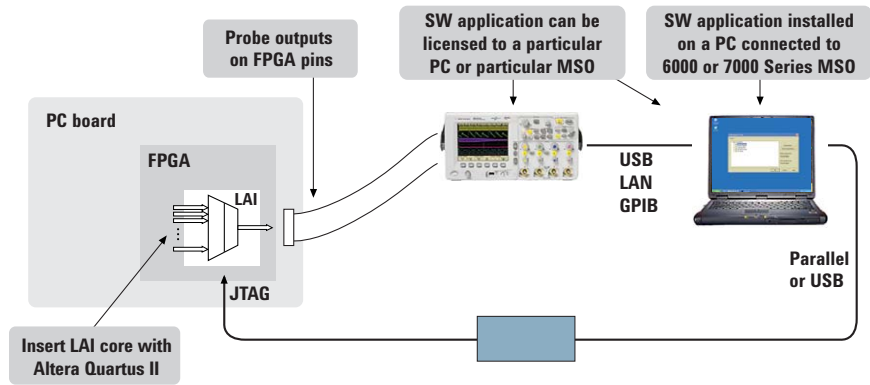 Probe outputs
on FPGA pins
SW application can be
licensed to a particular
PC or particular MSO
SW application installed
on a PC connected to
6000 or 7000 Series MSO
PC board
FPGA
LAI
USB
LAN
GPIB
Parallel
or USB
JTAG
Insert LAI core with
Altera Quartus II